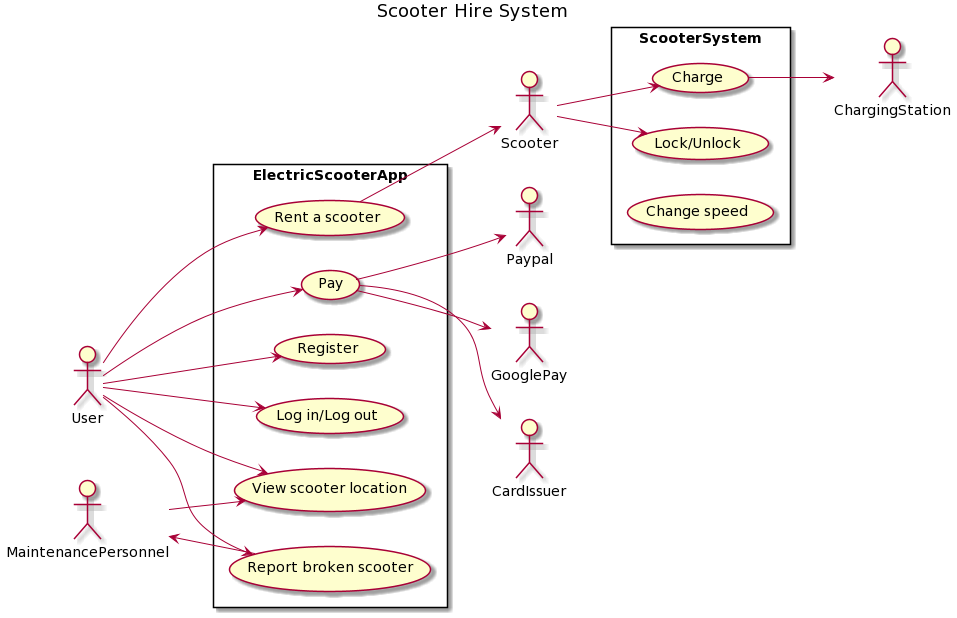 Scooter Hire System
ScooterSystem
Charge
ChargingStation
Scooter
Lock/Unlock
ElectricScooterApp
Rent a scooter
Change speed
Paypal
Pay
Register
GooglePay
User
Log in/Log out
View scooter location
CardIssuer
MaintenancePersonnel
Report broken scooter